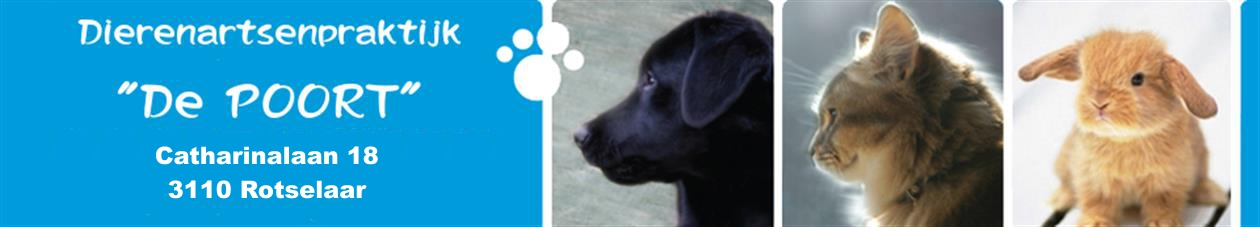 Dierenartsenpraktijk
"De POORT"
Catharinalaan 18
3110 Rotselaar